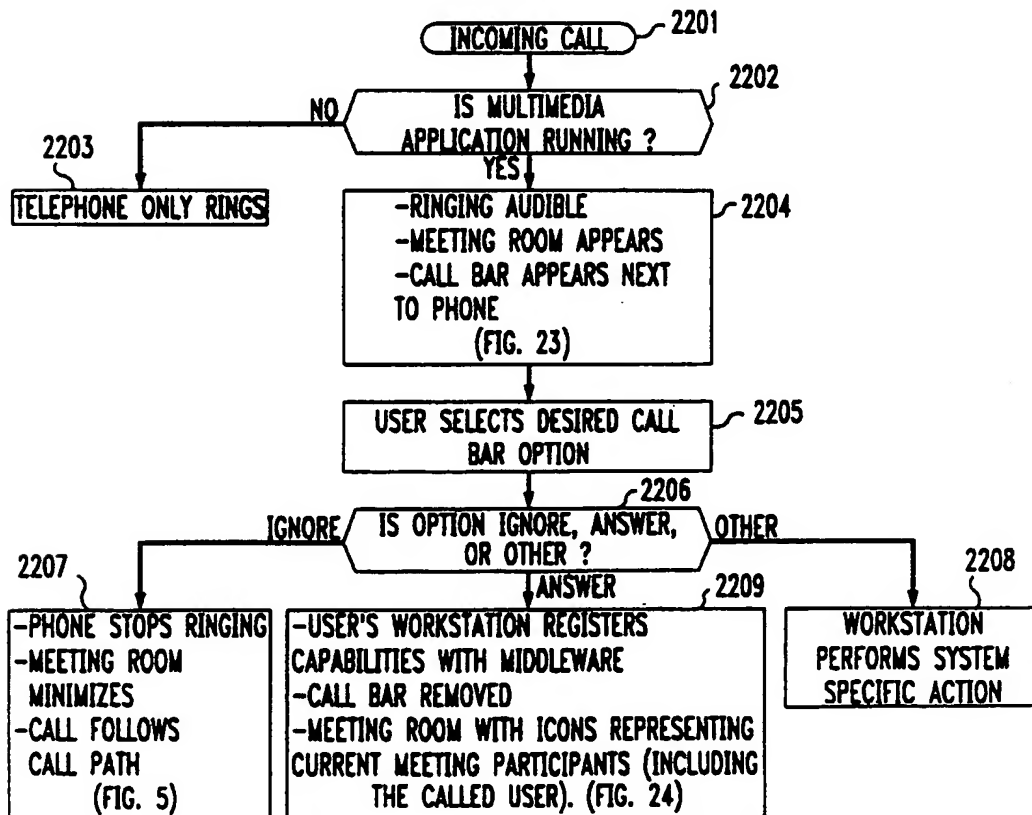 INCOMING CALL
2201
2202
IS MULTIMEDIA
APPLICATION RUNNING ?
NO
YES
2203
TELEPHONE ONLY RINGS
2204
-RINGING AUDIBLE
-MEETING ROOM APPEARS
-CALL BAR APPEARS NEXT
TO PHONE
(FIG. 23)
2205
USER SELECTS DESIRED CALL
BAR OPTION
2206
IS OPTION IGNORE, ANSWER,
OR OTHER ?
IGNORE
OTHER
ANSWER
2207
-PHONE STOPS RINGING
-MEETING ROOM
MINIMIZES
-CALL FOLLOWS
CALL PATH
(FIG. 5)
2209
-USER'S WORKSTATION REGISTERS
CAPABILITIES WITH MIDDLEWARE
-CALL BAR REMOVED
-MEETING ROOM WITH ICONS REPRESENTING
CURRENT MEETING PARTICIPANTS (INCLUDING
THE CALLED USER). (FIG. 24)
2208
WORKSTATION
PERFORMS SYSTEM
SPECIFIC ACTION